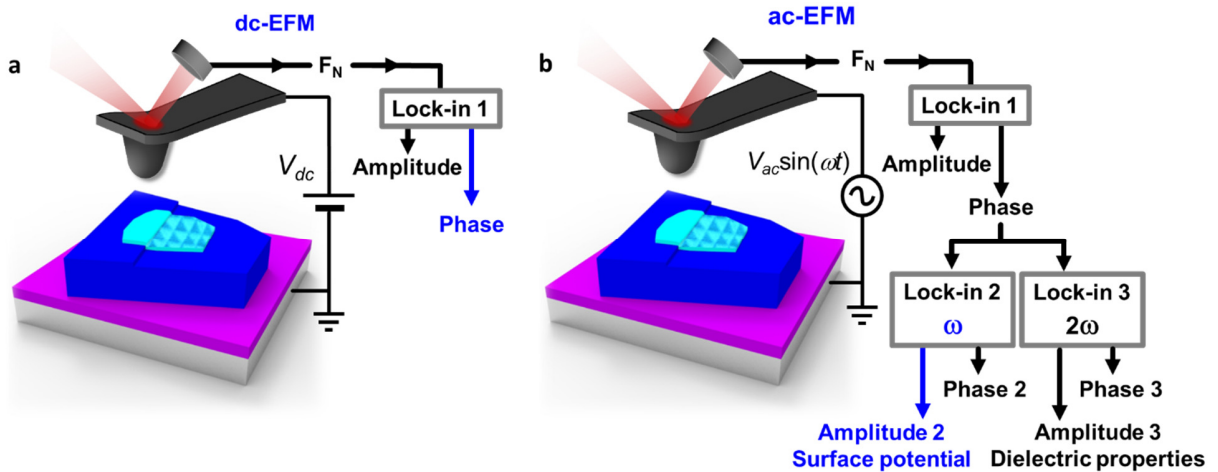 dc-EFM
a
F_N
Lock-in 1
Amplitude
V_dc
Phase
ac-EFM
b
F_N
Lock-in 1
Amplitude
V_ac sin(ωt)
Phase
Lock-in 2
ω
Lock-in 3
2ω
Phase 2
Phase 3
Amplitude 2
Surface potential
Amplitude 3
Dielectric properties